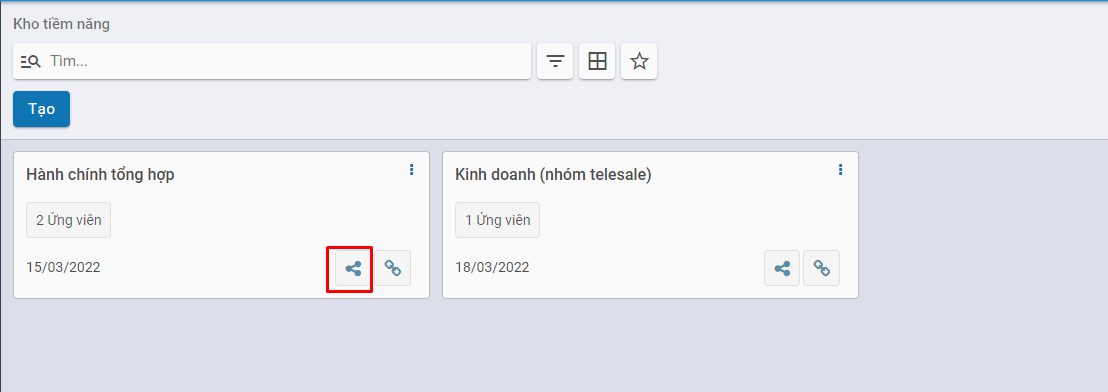 Kho tiềm năng
Tìm...
Tạo
Hành chính tổng hợp
2 Ứng viên
15/03/2022
Kinh doanh (nhóm telesale)
1 Ứng viên
18/03/2022